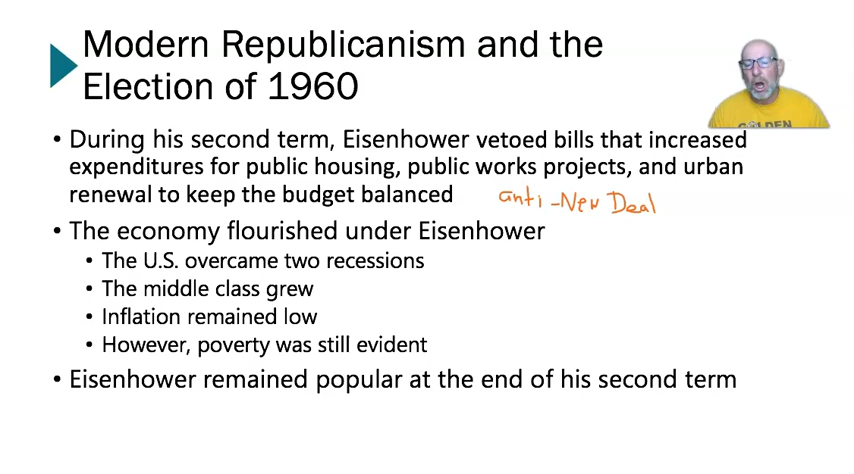 Modern Republicanism and the
Election of 1960
• During his second term, Eisenhower vetoed bills that increased
expenditures for public housing, public works projects, and urban
renewal to keep the budget balanced
anti-New Deal
• The economy flourished under Eisenhower
• The U.S. overcame two recessions
• The middle class grew
• Inflation remained low
• However, poverty was still evident
• Eisenhower remained popular at the end of his second term
GOLDEN